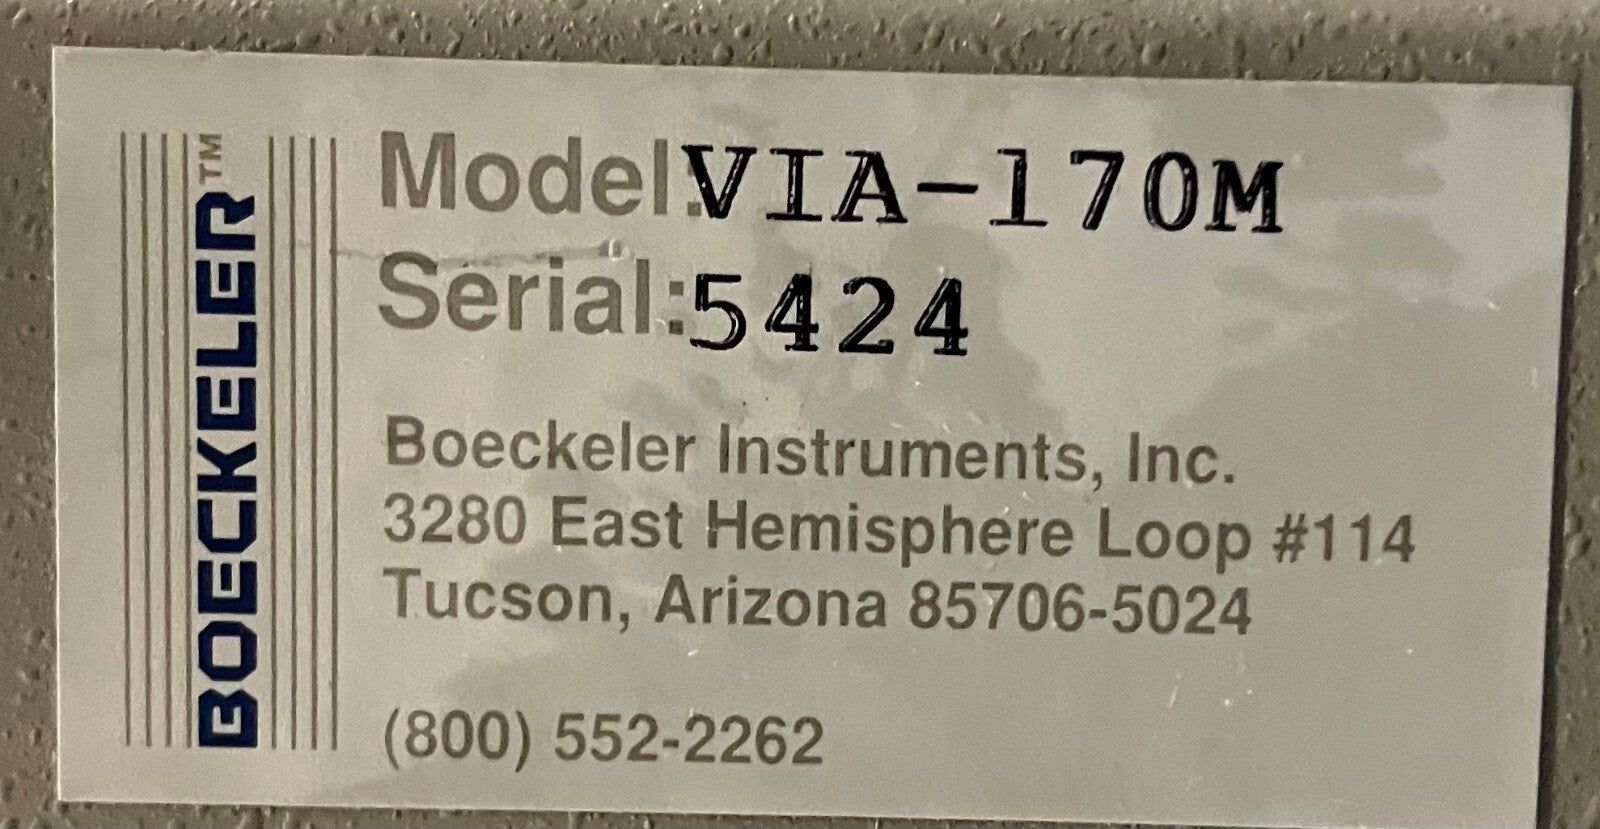 BOECKELER™
Model:VIA-170M
Serial:5424
Boeckeler Instruments, Inc.
3280 East Hemisphere Loop #114
Tucson, Arizona 85706-5024
(800) 552-2262